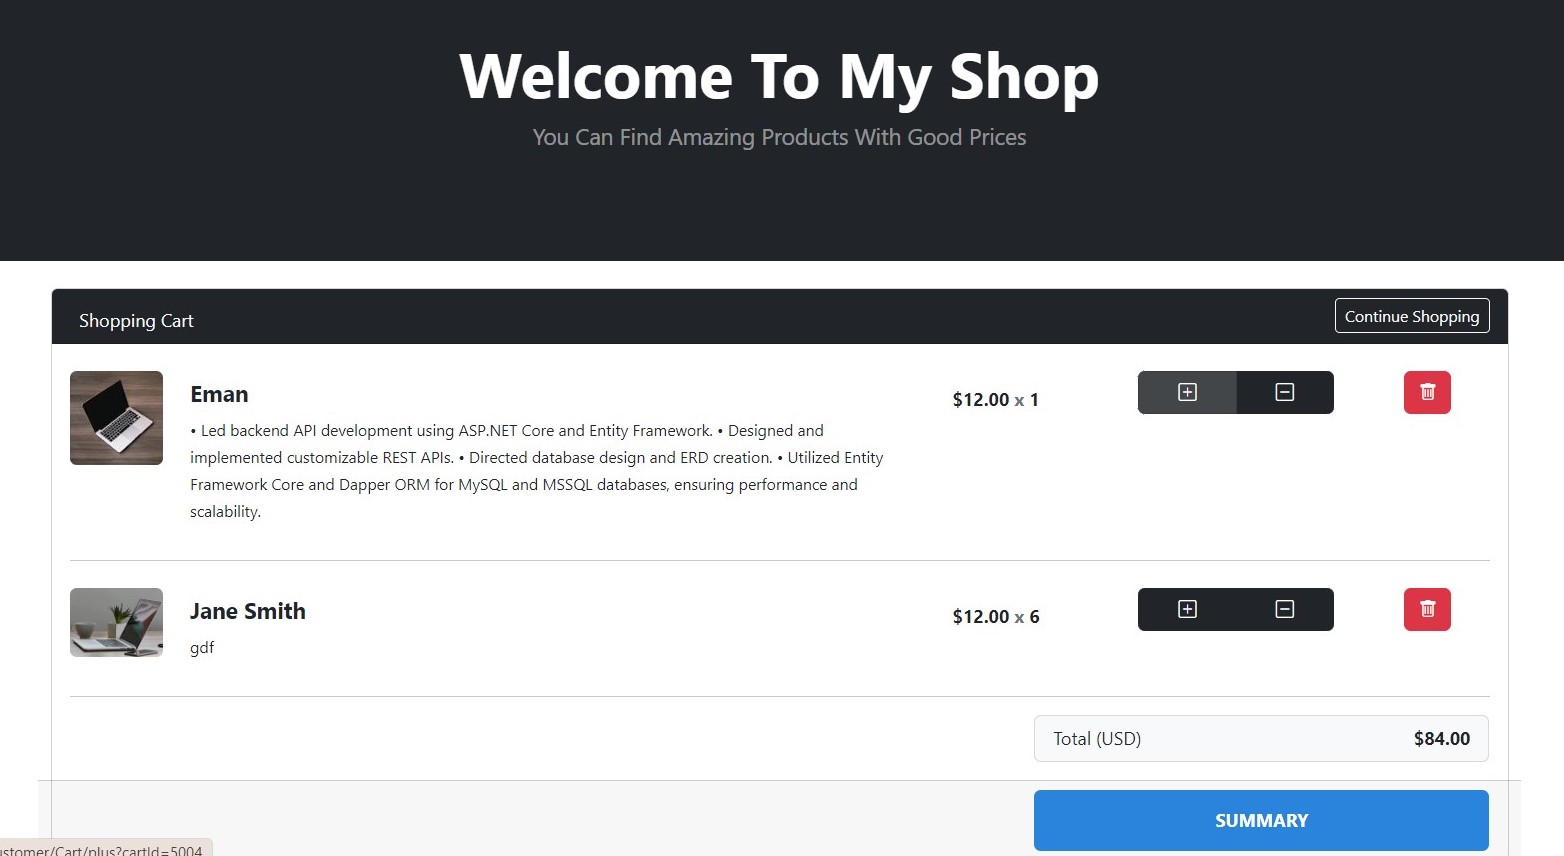 Welcome To My Shop
You Can Find Amazing Products With Good Prices
Shopping Cart
Continue Shopping
Eman
$12.00 x 1
• Led backend API development using ASP.NET Core and Entity Framework. • Designed and
implemented customizable REST APIs. • Directed database design and ERD creation. • Utilized Entity
Framework Core and Dapper ORM for MySQL and MSSQL databases, ensuring performance and
scalability.
Jane Smith
$12.00 x 6
gdf
Total (USD)
$84.00
SUMMARY
ustomer/Cart/plus?cartId=5004